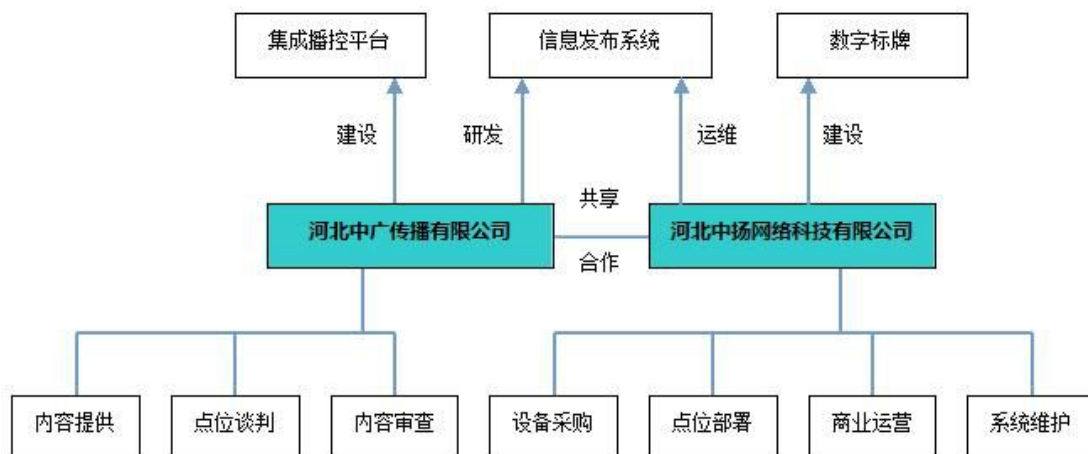 集成播控平台
信息发布系统
数字标牌
建设
研发
运维
建设
共享
河北中广传播有限公司
河北中扬网络科技有限公司
合作
内容提供
点位谈判
内容审查
设备采购
点位部署
商业运营
系统维护